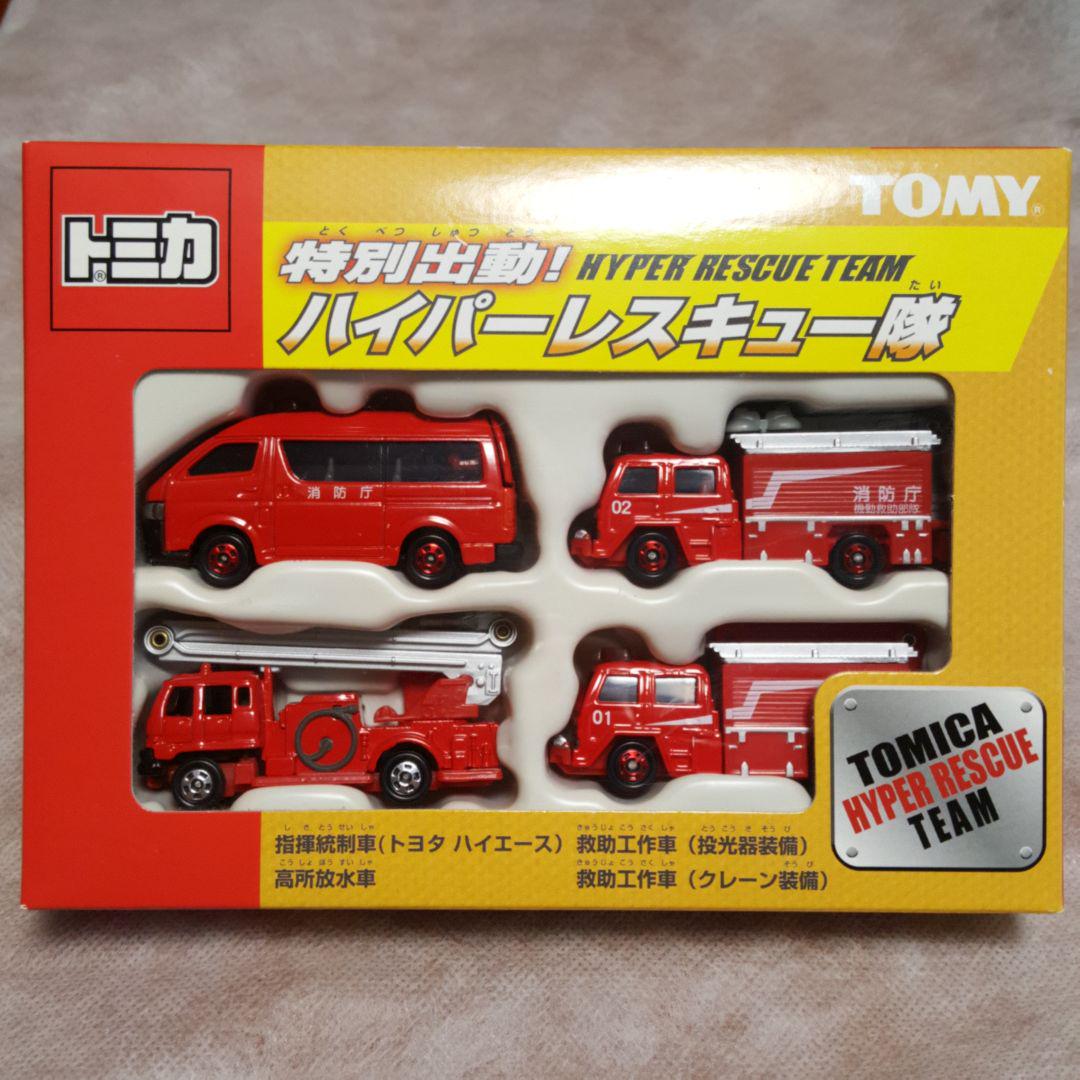 トミカ®
TOMY®
とく べつ しゅつ どう
特別出動! HYPER RESCUE TEAM
たい
ハイパーレスキュー隊
消防庁
02
消防庁
機動救助部隊
01
TOMICA
HYPER RESCUE
TEAM
しきとうせいしゃ
指揮統制車(トヨタ ハイエース)
こうしょほうすいしゃ
高所放水車
きゅうじょこうさくしゃ とうこうきそうび
救助工作車(投光器装備)
きゅうじょこうさくしゃ そうび
救助工作車(クレーン装備)